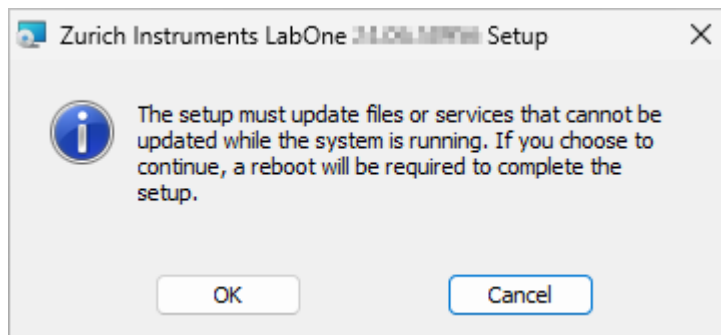 Zurich Instruments LabOne Setup
The setup must update files or services that cannot be
updated while the system is running. If you choose to
continue, a reboot will be required to complete the
setup.
OK Cancel